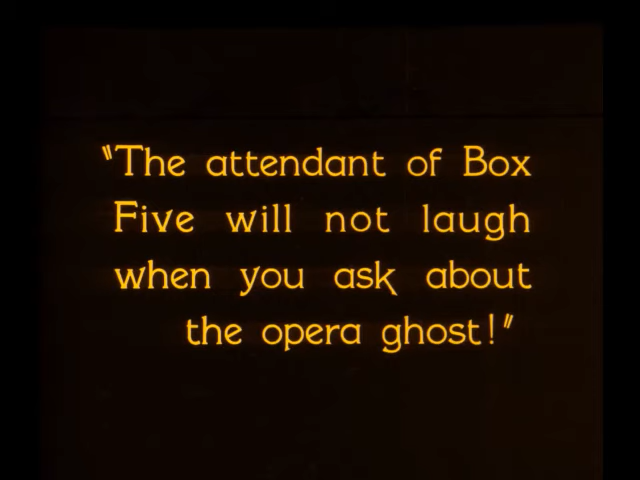 "The attendant of Box
Five will not laugh
when you ask about
the opera ghost!"